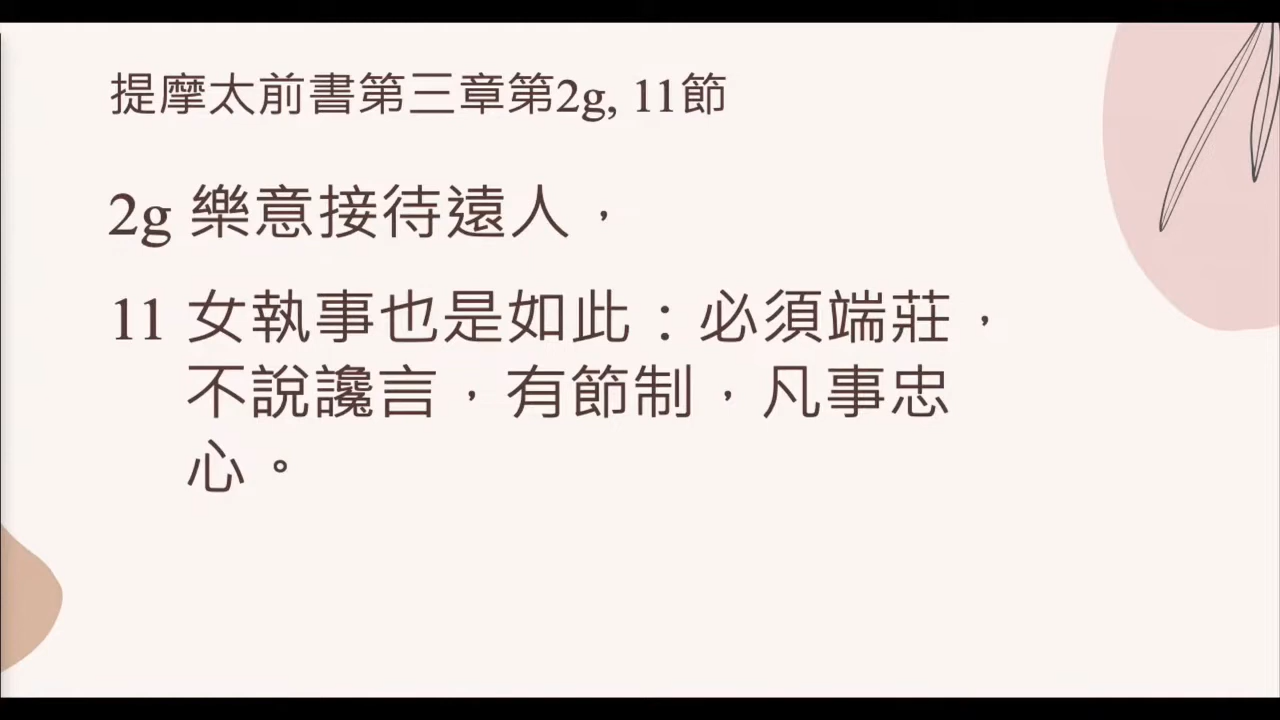 提摩太前書第三章第2g, 11節
2g 樂意接待遠人，
11 女執事也是如此：必須端莊，
不說讒言，有節制，凡事忠
心。